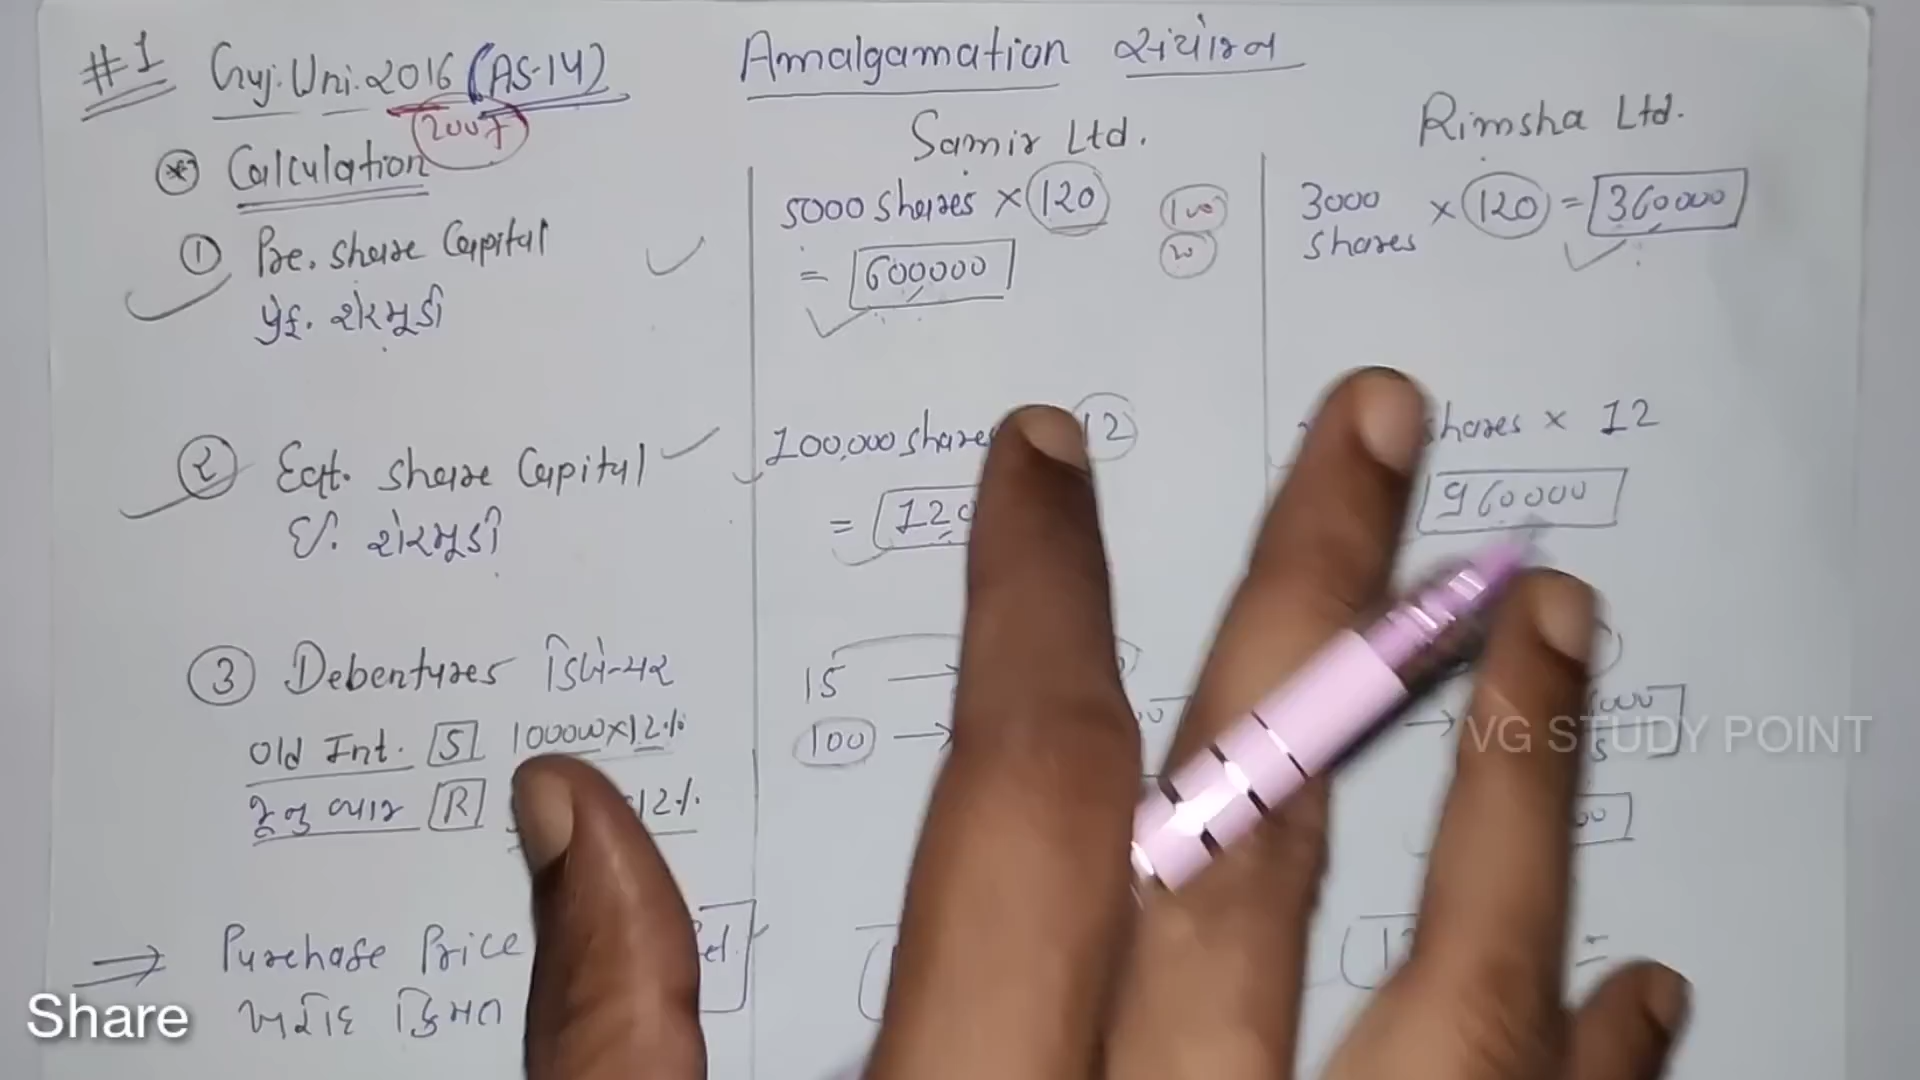 #1 Guj. Uni. 2016 (AS-14) Amalgamation સંયોજન
2007
* Calculation
Samir Ltd.
Rimsha Ltd.
① Pre. share Capital
પ્રેફ. શેરમૂડી
5000 shares × 120
= 600000
100
20
3000 shares × 120 = 360000
② Eqt. share Capital
ઈ. શેરમૂડી
100,000 shares 12
= 120
shares × 12
960000
③ Debentures ડિબેન્ચર
Old Int. S 10000×12%
જૂનુ વ્યાજ R 12%
15 →
100 →
⇒ Purchase Price
ખરીદ કિંમત
VG STUDY POINT
Share